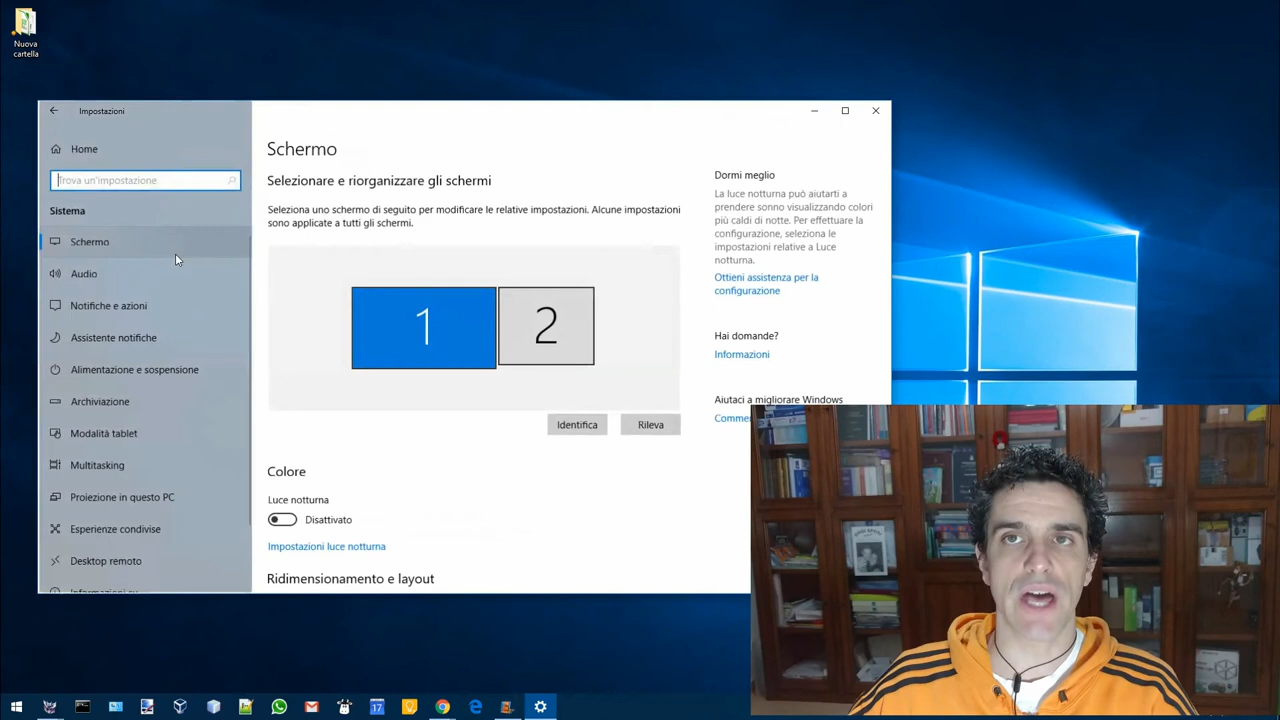 Nuova
cartella
Impostazioni
Home
Trova un'impostazione
Sistema
Schermo
Audio
Notifiche e azioni
Assistente notifiche
Alimentazione e sospensione
Archiviazione
Modalità tablet
Multitasking
Proiezione in questo PC
Esperienze condivise
Desktop remoto
Schermo
Selezionare e riorganizzare gli schermi
Seleziona uno schermo di seguito per modificare le relative impostazioni. Alcune impostazioni
sono applicate a tutti gli schermi.
1
2
Identifica
Rileva
Colore
Luce notturna
Disattivato
Impostazioni luce notturna
Ridimensionamento e layout
Dormi meglio
La luce notturna può aiutarti a
prendere sonno visualizzando colori
più caldi di notte. Per effettuare la
configurazione, seleziona le
impostazioni relative a Luce
notturna.
Ottieni assistenza per la
configurazione
Hai domande?
Informazioni
Aiutaci a migliorare Windows
17